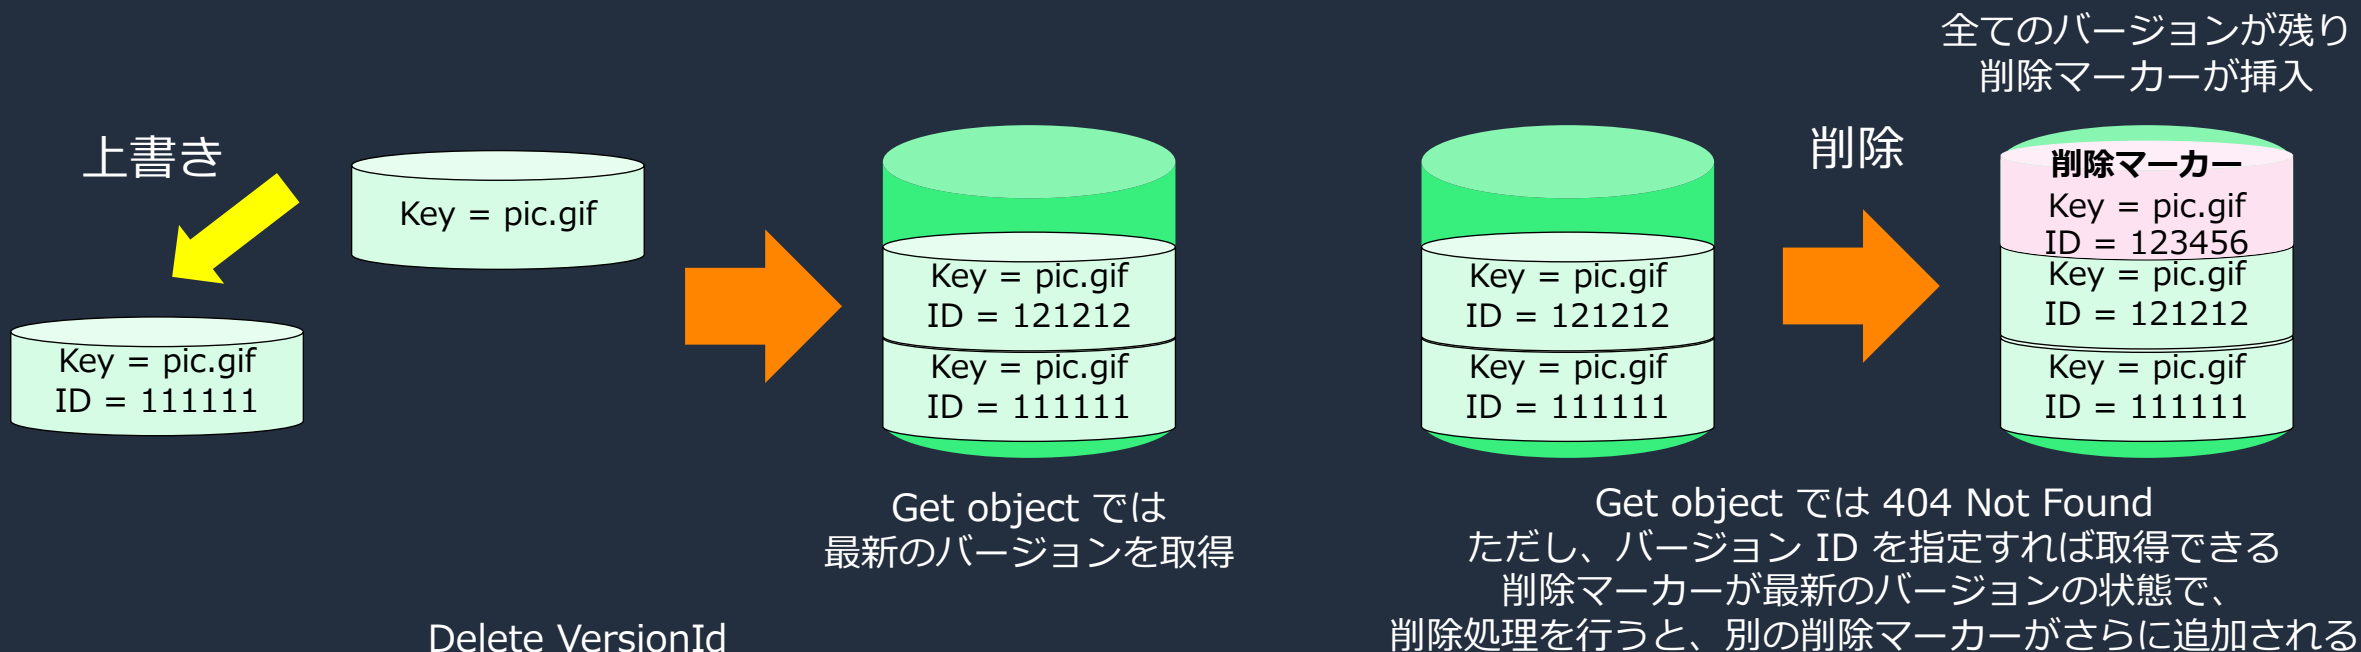 全てのバージョンが残り
削除マーカーが挿入
上書き
Key = pic.gif
Key = pic.gif
ID = 111111
Key = pic.gif
ID = 121212
Key = pic.gif
ID = 111111
Get object では
最新のバージョンを取得
Key = pic.gif
ID = 121212
Key = pic.gif
ID = 111111
削除
削除マーカー
Key = pic.gif
ID = 123456
Key = pic.gif
ID = 121212
Key = pic.gif
ID = 111111
Get object では 404 Not Found
ただし、バージョン ID を指定すれば取得できる
削除マーカーが最新のバージョンの状態で、
削除処理を行うと、別の削除マーカーがさらに追加される
Delete VersionId